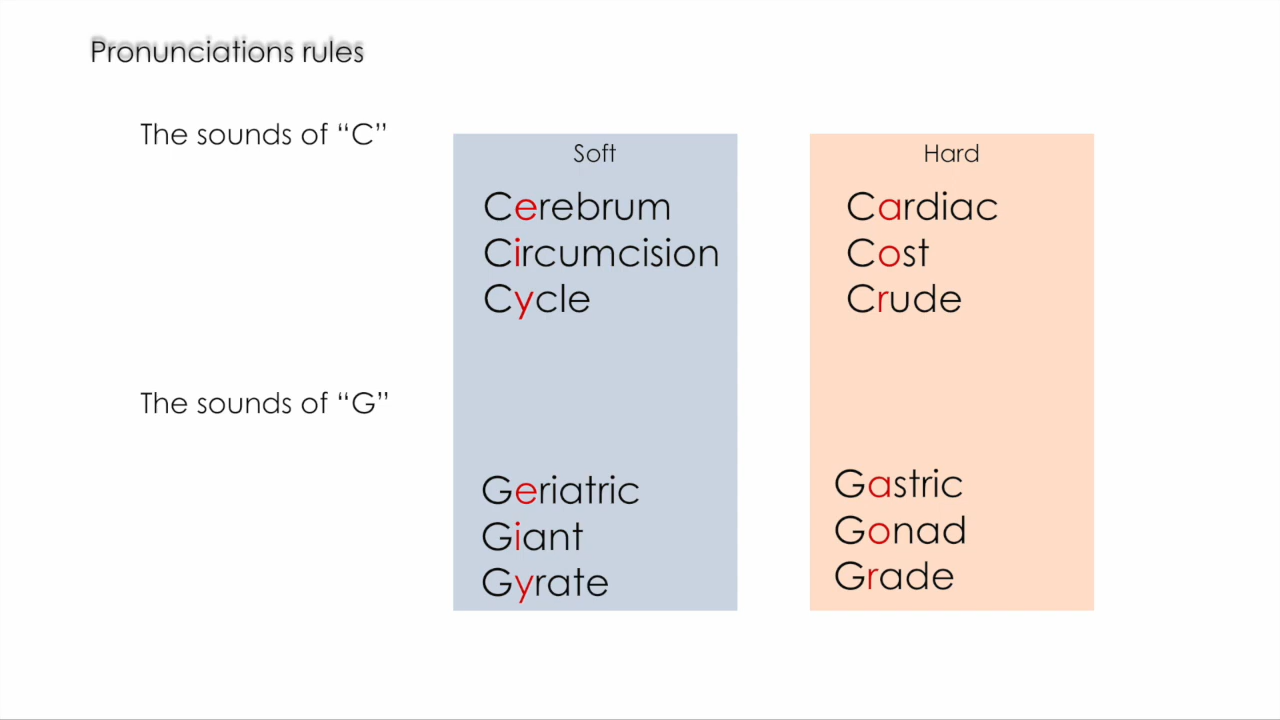 Pronunciations rules
The sounds of “C”
Soft
Cerebrum
Circumcision
Cycle
Hard
Cardiac
Cost
Crude
The sounds of “G”
Geriatric
Giant
Gyrate
Gastric
Gonad
Grade